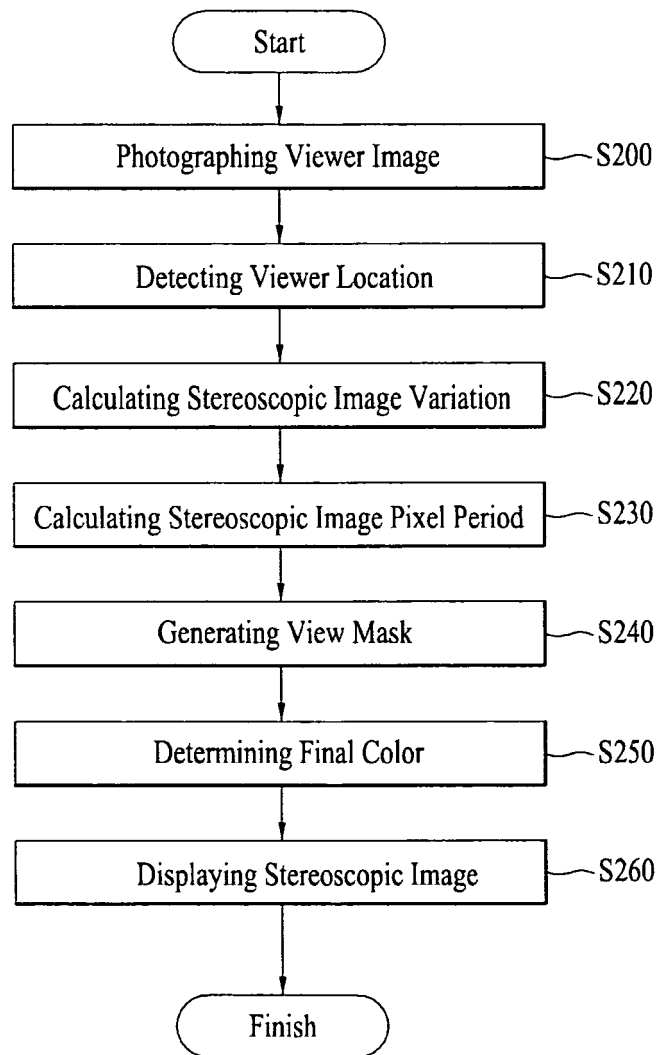 Start
Photographing Viewer Image
S200
Detecting Viewer Location
S210
Calculating Stereoscopic Image Variation
S220
Calculating Stereoscopic Image Pixel Period
S230
Generating View Mask
S240
Determining Final Color
S250
Displaying Stereoscopic Image
S260
Finish